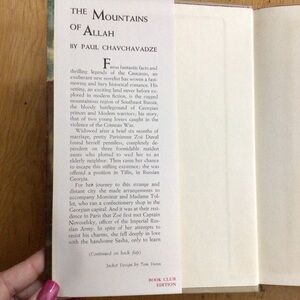 THE MOUNTAINS
OF
ALLAH
BY PAUL CHAVCHAVADZE
From fantastic facts and
thrilling legends of the Caucasus, an
exuberant new novelist has woven a fast-
moving and fiery historical romance. His
setting, an exciting land never before ex-
plored in modern fiction, is the rugged
mountainous region of Southeast Russia,
the bloody battleground of Georgian
princes and Moslem warriors; his story,
that of two young lovers caught in the
violence of the Crimean War.
Widowed after a brief six months of
marriage, pretty Parisienne Zoé Duval
found herself penniless, completely depend-
ent on three formidable maiden
aunts who plotted to wed her to an
elderly neighbor. Then came her chance
to escape this stifling existence; she was
offered a position in Tiflis, in Russian
Georgia.
For her journey to this strange and
distant city she made arrangements to
accompany Monsieur and Madame
let, who ran a confectionery shop in the
Georgian capital. And it was at their resi-
dence in Paris that Zoé first met Captain
Novoselsky, officer of the Imperial Rus-
sian Army. In spite of her attempts to
resist his charms, she fell deeply in love
with the handsome Sasha, only to learn
(Continued on back flap)
Jacket Design by Tom
BOOK CLUB
EDITION